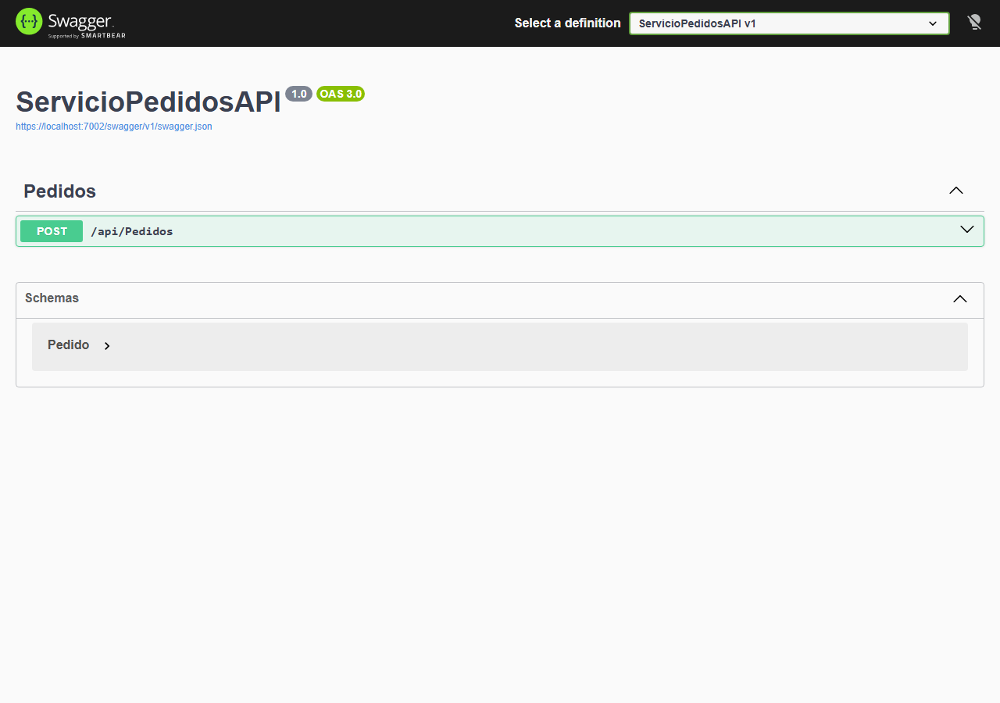 Swagger
Supported by SMARTBEAR
Select a definition
ServicioPedidosAPI v1
ServicioPedidosAPI 1.0 OAS 3.0
https://localhost:7002/swagger/v1/swagger.json
Pedidos
POST /api/Pedidos
Schemas
Pedido